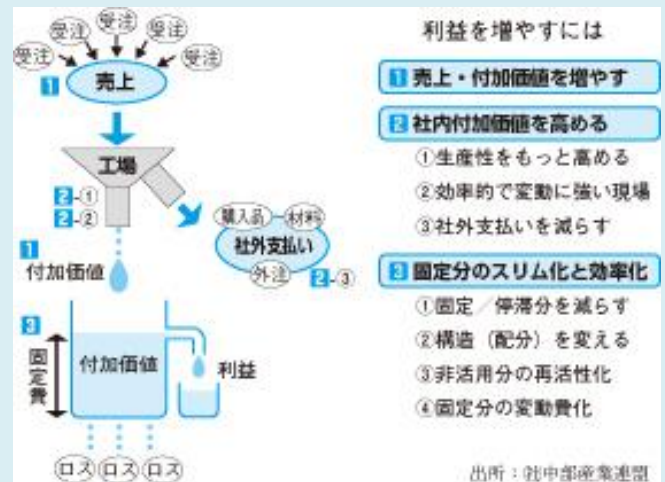 受注
受注
受注
受注
受注
1
売上
工場
2-①
2-②
購入品
材料
社外支払い
外注
2-③
1
付加価値
3
固定費
付加価値
利益
ロス
ロス
ロス
利益を増やすには
1 売上・付加価値を増やす
2 社内付加価値を高める
①生産性をもっと高める
②効率的で変動に強い現場
③社外支払いを減らす
3 固定分のスリム化と効率化
①固定／停滞分を減らす
②構造（配分）を変える
③非活用分の再活性化
④固定分の変動費化
出所：㈳中部産業連盟